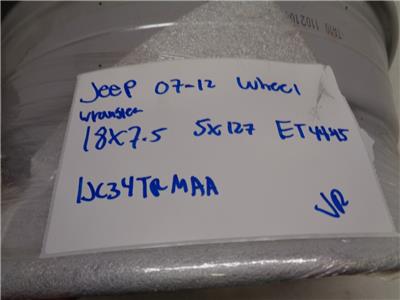 JeeP 07-12 wheel
wrangler
18x7.5 5x127 ET44.45
1JC34TRMAA
JR